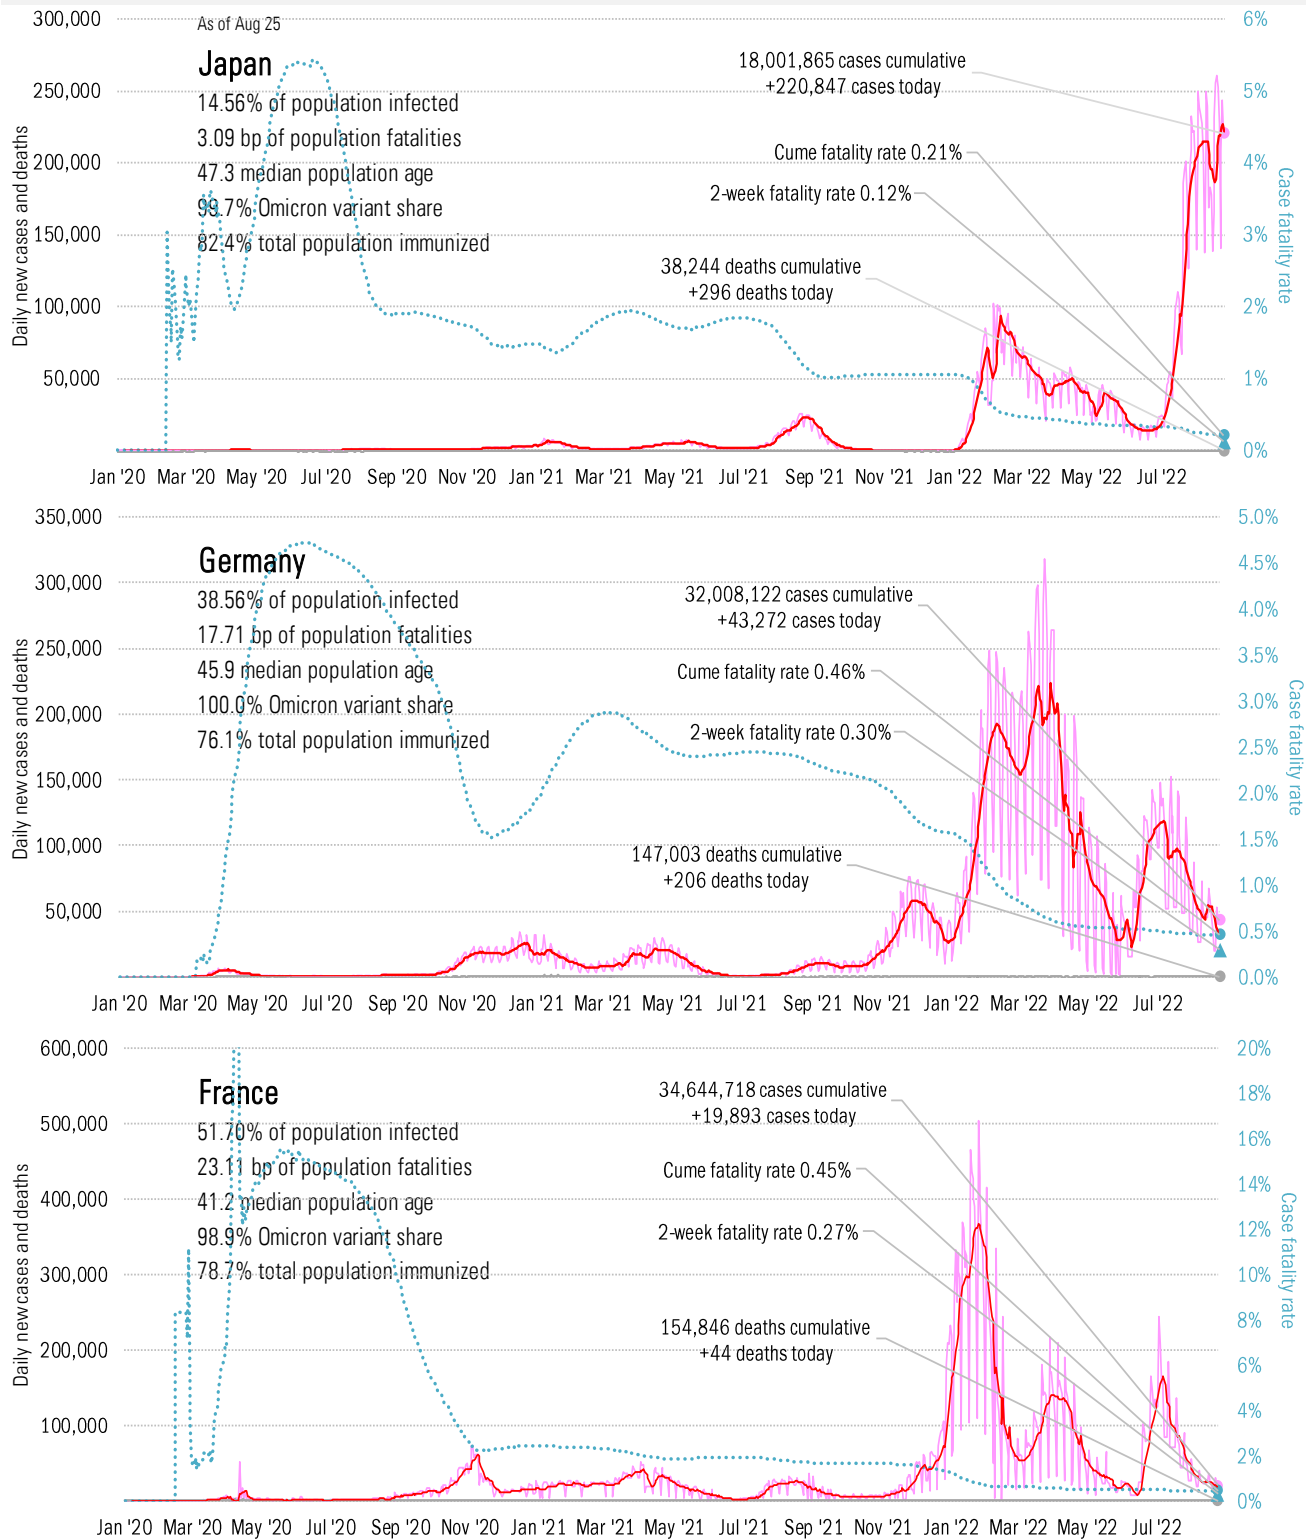 300,000
As of Aug 25
6%
Japan
18,001,865 cases cumulative
+220,847 cases today
250,000
5%
14.56% of population infected
3.09 bp of population fatalities
Cume fatality rate 0.21%
200,000
4%
47.3 median population age
2-week fatality rate 0.12%
99.7% Omicron variant share
150,000
3%
82.4% total population immunized
38,244 deaths cumulative
+296 deaths today
100,000
2%
50,000
1%
0%
Daily new cases and deaths
Case fatality rate
Jan '20 Mar '20 May '20 Jul '20 Sep '20 Nov '20 Jan '21 Mar '21 May '21 Jul '21 Sep '21 Nov '21 Jan '22 Mar '22 May '22 Jul '22
350,000
5.0%
Germany
4.5%
300,000
32,008,122 cases cumulative
+43,272 cases today
38.56% of population infected
4.0%
17.71 bp of population fatalities
250,000
3.5%
45.9 median population age
Cume fatality rate 0.46%
100.0% Omicron variant share
200,000
3.0%
76.1% total population immunized
2-week fatality rate 0.30%
2.5%
150,000
2.0%
100,000
1.5%
147,003 deaths cumulative
+206 deaths today
1.0%
50,000
0.5%
0.0%
Daily new cases and deaths
Case fatality rate
Jan '20 Mar '20 May '20 Jul '20 Sep '20 Nov '20 Jan '21 Mar '21 May '21 Jul '21 Sep '21 Nov '21 Jan '22 Mar '22 May '22 Jul '22
600,000
20%
France
34,644,718 cases cumulative
+19,893 cases today
18%
500,000
51.70% of population infected
16%
23.11 bp of population fatalities
Cume fatality rate 0.45%
14%
400,000
41.2 median population age
98.9% Omicron variant share
2-week fatality rate 0.27%
12%
78.7% total population immunized
300,000
10%
154,846 deaths cumulative
+44 deaths today
8%
200,000
6%
4%
100,000
2%
0%
Daily new cases and deaths
Case fatality rate
Jan '20 Mar '20 May '20 Jul '20 Sep '20 Nov '20 Jan '21 Mar '21 May '21 Jul '21 Sep '21 Nov '21 Jan '22 Mar '22 May '22 Jul '22